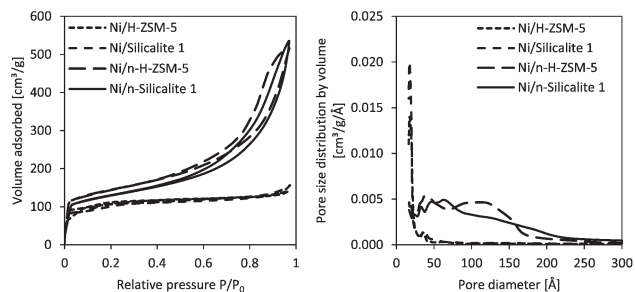 600
500
400
300
200
100
0
0
0.2
0.4
0.6
0.8
1
Volume adsorbed [cm³/g]
Relative pressure P/P₀
Ni/H-ZSM-5
Ni/Silicalite 1
Ni/n-H-ZSM-5
Ni/n-Silicalite 1
0.025
0.020
0.015
0.010
0.005
0.000
0
50
100
150
200
250
300
Pore size distribution by volume
[cm³/g/Å]
Pore diameter [Å]
Ni/H-ZSM-5
Ni/Silicalite 1
Ni/n-H-ZSM-5
Ni/n-Silicalite 1